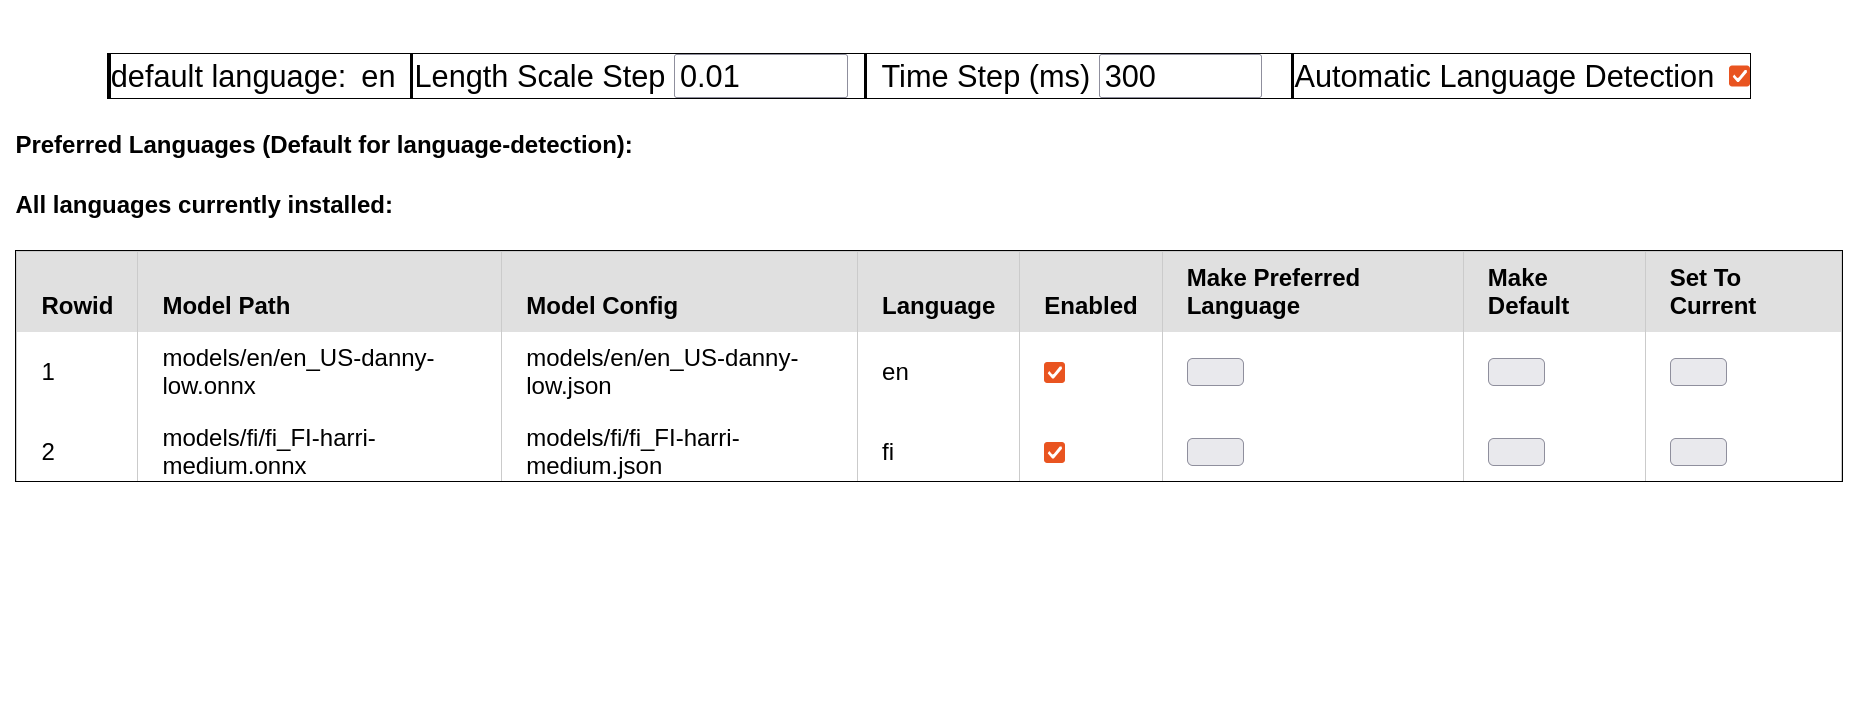 default language: en Length Scale Step 0.01 Time Step (ms) 300 Automatic Language Detection
Preferred Languages (Default for language-detection):
All languages currently installed:
Rowid Model Path Model Config Language Enabled Make Preferred Language Make Default Set To Current
1 models/en/en_US-danny-low.onnx models/en/en_US-danny-low.json en
2 models/fi/fi_FI-harri-medium.onnx models/fi/fi_FI-harri-medium.json fi